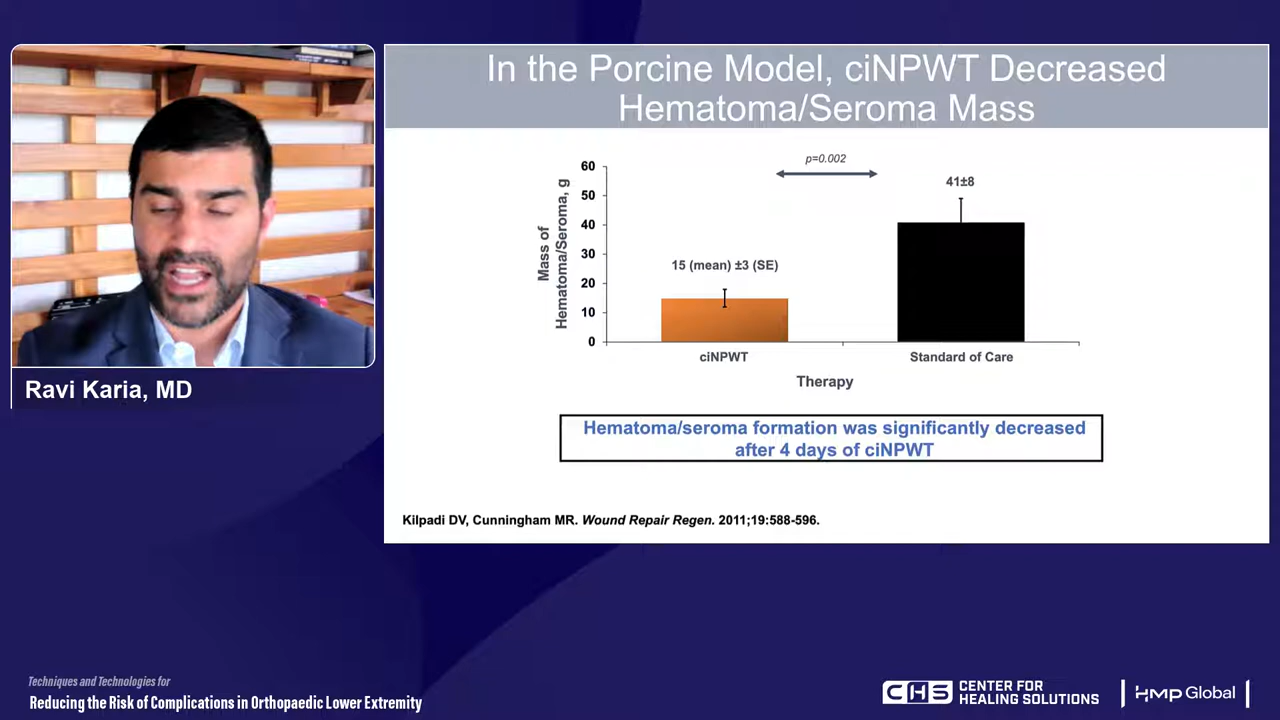 In the Porcine Model, ciNPWT Decreased
Hematoma/Seroma Mass
Mass of
Hematoma/Seroma, g
60
50
40
30
20
10
0
p=0.002
15 (mean) ±3 (SE)
41±8
ciNPWT
Standard of Care
Therapy
Hematoma/seroma formation was significantly decreased
after 4 days of ciNPWT
Kilpadi DV, Cunningham MR. Wound Repair Regen. 2011;19:588-596.
Ravi Karia, MD
Techniques and Technologies for
Reducing the Risk of Complications in Orthopaedic Lower Extremity
CHS
CENTER FOR
HEALING SOLUTIONS
HMP Global